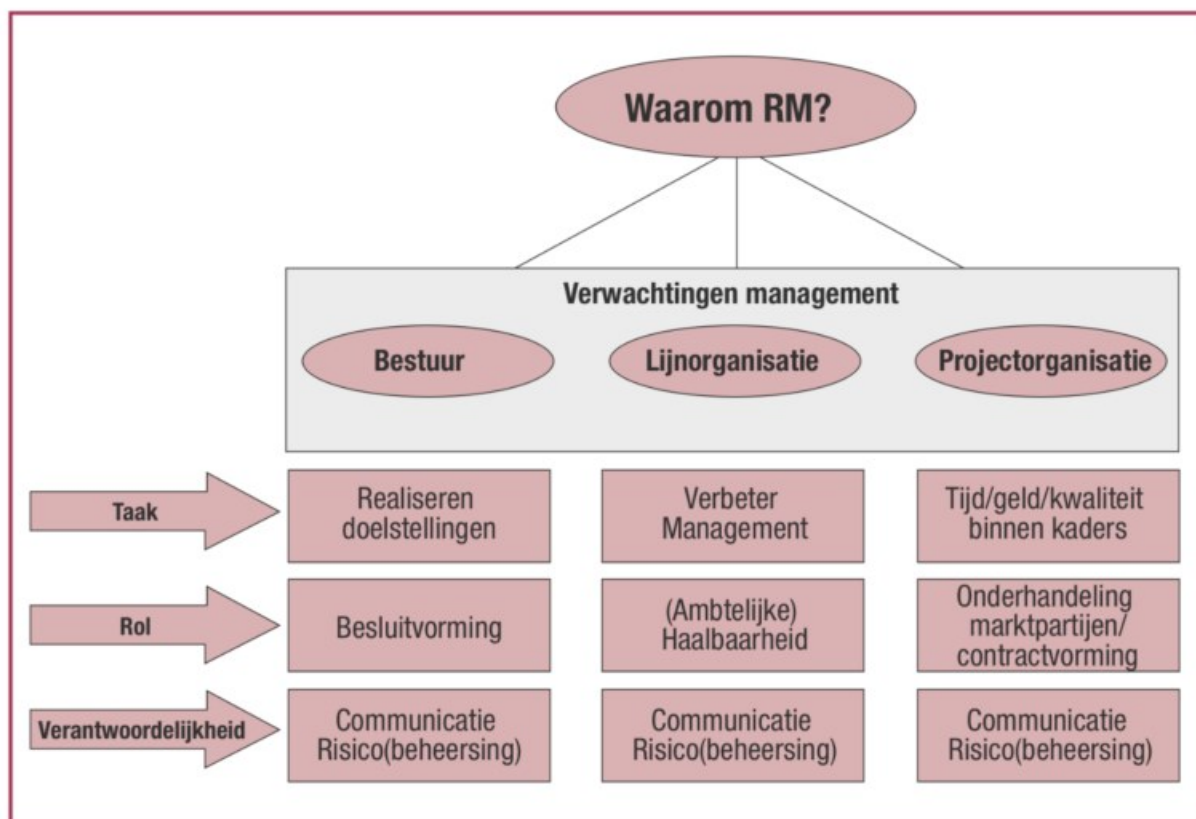 Waarom RM?
Verwachtingen management
Bestuur
Lijnorganisatie
Projectorganisatie
Taak
Realiseren
doelstellingen
Verbeter
Management
Tijd/geld/kwaliteit
binnen kaders
Rol
Besluitvorming
(Ambtelijke)
Haalbaarheid
Onderhandeling
marktpartijen/
contractvorming
Verantwoordelijkheid
Communicatie
Risico(beheersing)
Communicatie
Risico(beheersing)
Communicatie
Risico(beheersing)